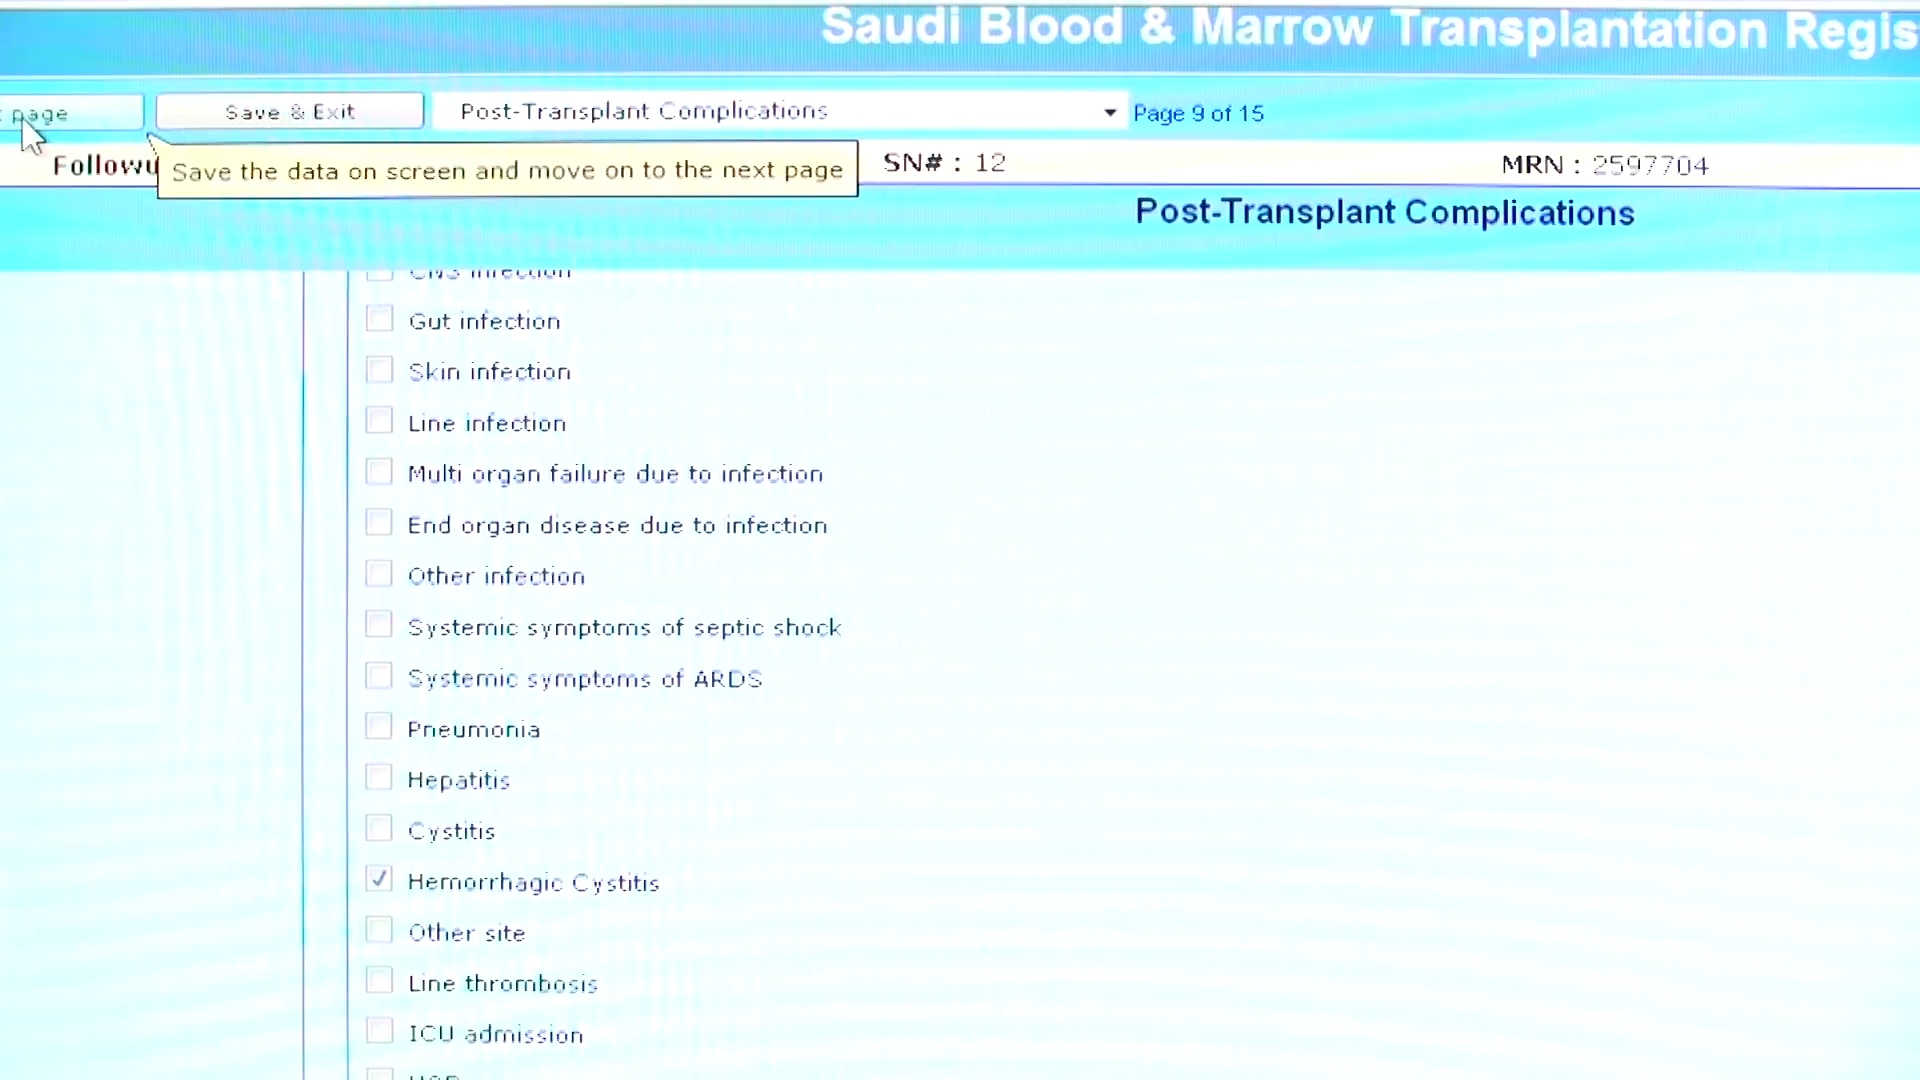 Saudi Blood & Marrow Transplantation Regis
page
Save & Exit
Post-Transplant Complications
Page 9 of 15
Followu
Save the data on screen and move on to the next page
SN# : 12
MRN : 2597704
Post-Transplant Complications
CNS infection
Gut infection
Skin infection
Line infection
Multi organ failure due to infection
End organ disease due to infection
Other infection
Systemic symptoms of septic shock
Systemic symptoms of ARDS
Pneumonia
Hepatitis
Cystitis
Hemorrhagic Cystitis
Other site
Line thrombosis
ICU admission